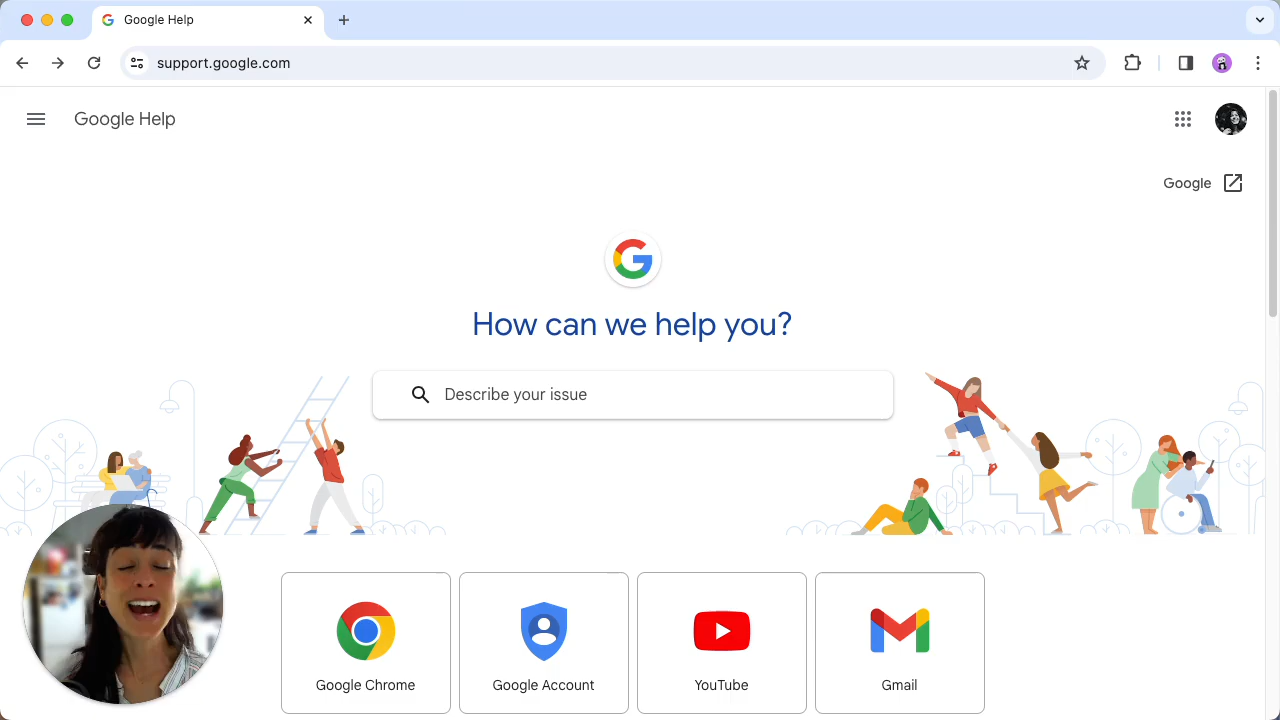 Google Help
support.google.com
Google Help
Google
How can we help you?
Describe your issue
Google Chrome
Google Account
YouTube
Gmail